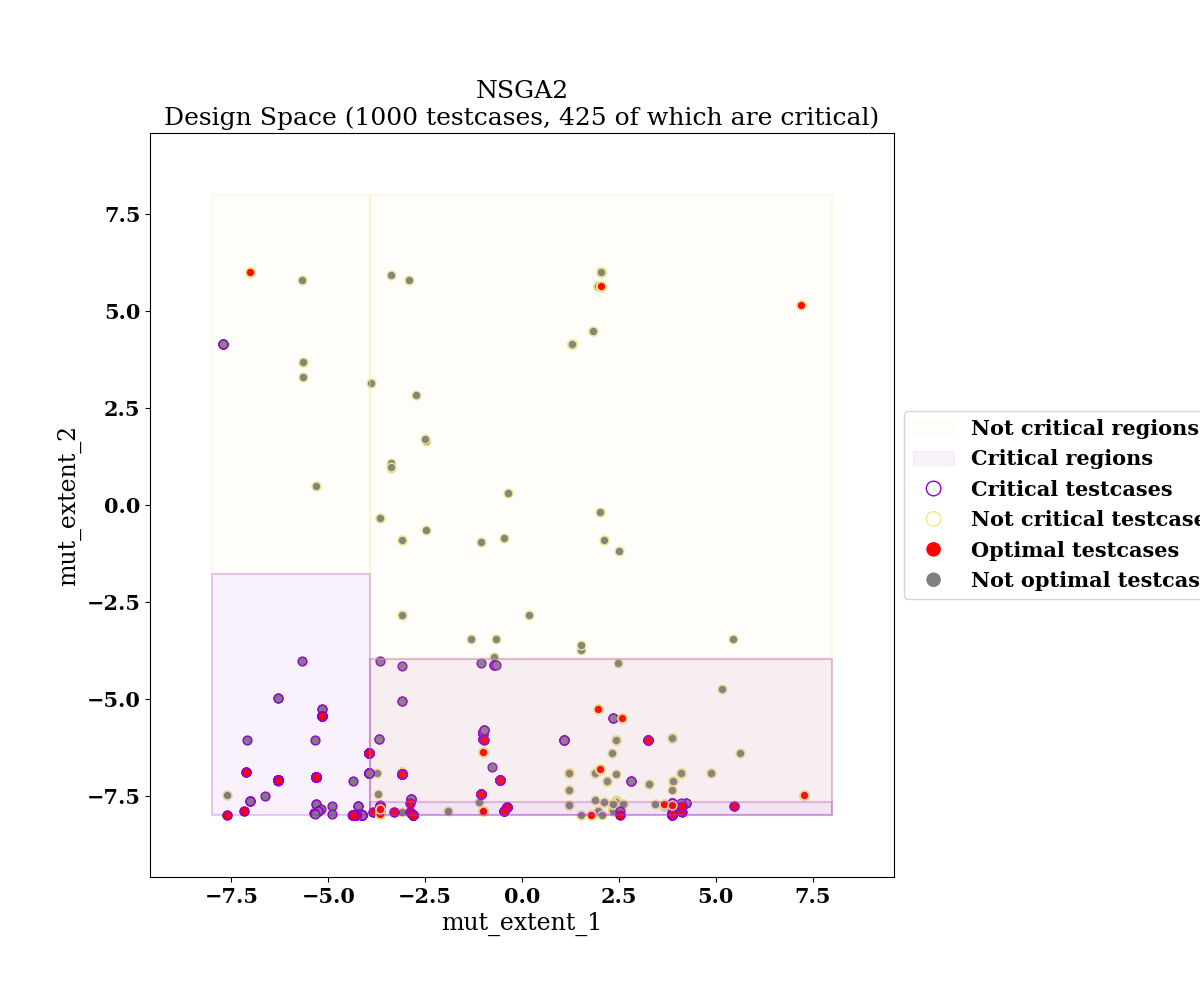 NSGA2
Design Space (1000 testcases, 425 of which are critical)
7.5
5.0
2.5
0.0
−2.5
−5.0
−7.5
mut_extent_2
−7.5 −5.0 −2.5 0.0 2.5 5.0 7.5
mut_extent_1
Not critical regions
Critical regions
Critical testcases
Not critical testcase
Optimal testcases
Not optimal testcas